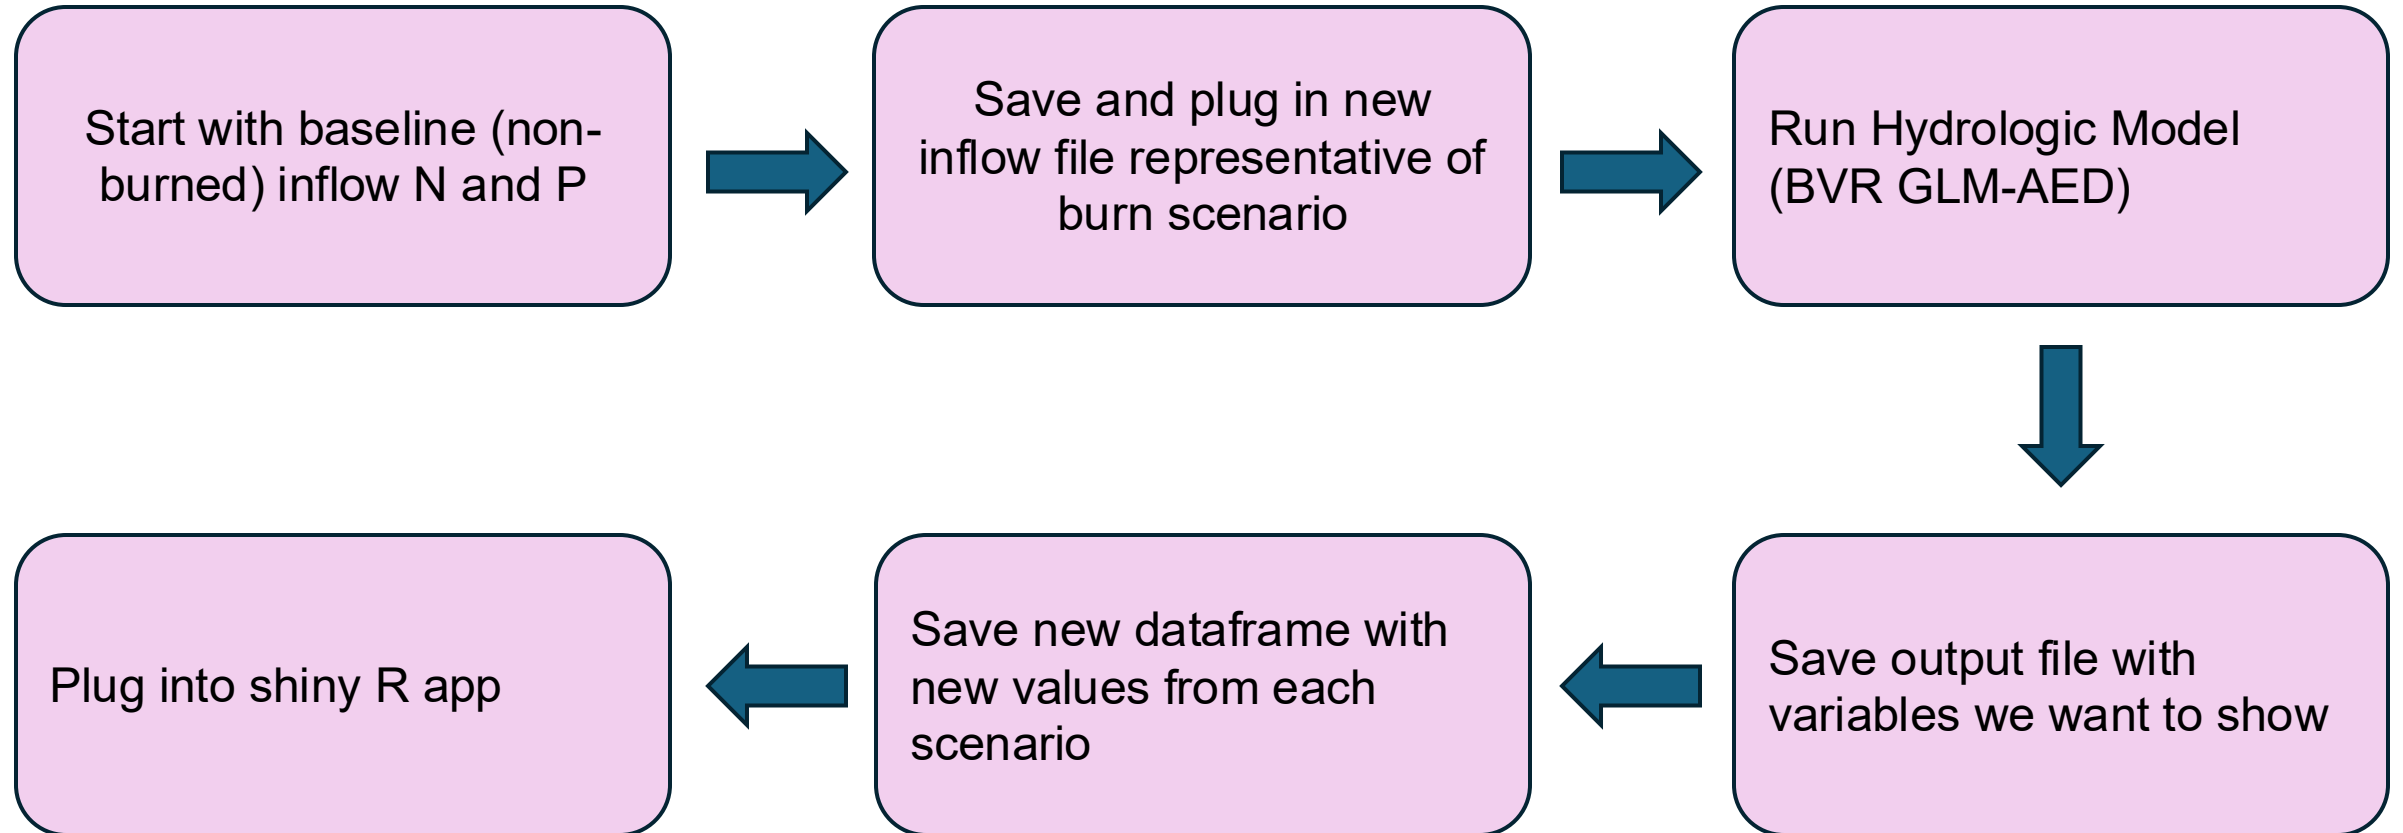 Start with baseline (non-
burned) inflow N and P
Save and plug in new
inflow file representative of
burn scenario
Run Hydrologic Model
(BVR GLM-AED)
Save output file with
variables we want to show
Save new dataframe with
new values from each
scenario
Plug into shiny R app